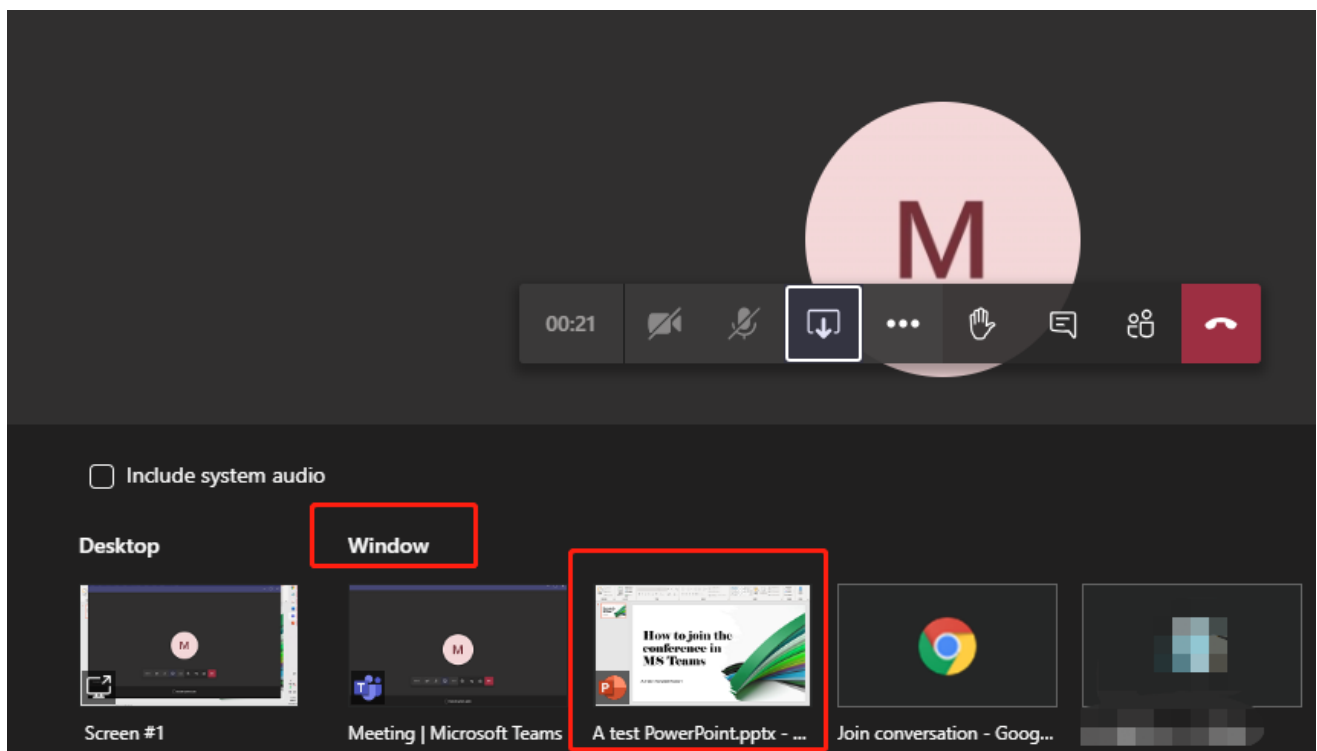 M
00:21
Include system audio
Desktop
Window
M
M
How to join the
conference in
MS Teams
Screen #1
Meeting | Microsoft Teams
A test PowerPoint.pptx - ...
Join conversation - Goog...